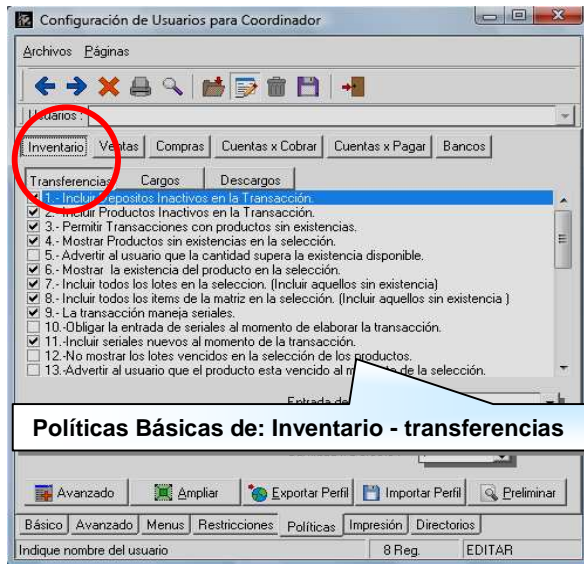 Configuración de Usuarios para Coordinador
Archivos Páginas
Usuarios :
Inventario Ventas Compras Cuentas x Cobrar Cuentas x Pagar Bancos
Transferencias Cargos Descargos
1.- Incluir Depositos Inactivos en la Transacción.
2.- Incluir Productos Inactivos en la Transacción.
3.- Permitir Transacciones con productos sin existencias.
4.- Mostrar Productos sin existencias en la selección.
5.- Advertir al usuario que la cantidad supera la existencia disponible.
6.- Mostrar la existencia del producto en la selección.
7.- Incluir todos los lotes en la seleccion. (Incluir aquellos sin existencia)
8.- Incluir todos los items de la matriz en la selección. (Incluir aquellos sin existencia )
9.- La transacción maneja seriales.
10.-Obligar la entrada de seriales al momento de elaborar la transacción.
11.-Incluir seriales nuevos al momento de la transacción.
12.-No mostrar los lotes vencidos en la selección de los productos.
13.-Advertir al usuario que el producto esta vencido al de la selección.
Entrada de
Políticas Básicas de: Inventario - transferencias
Avanzado Ampliar Exportar Perfil Importar Perfil Preliminar
Básico Avanzado Menus Restricciones Políticas Impresión Directorios
Indique nombre del usuario 8 Reg. EDITAR